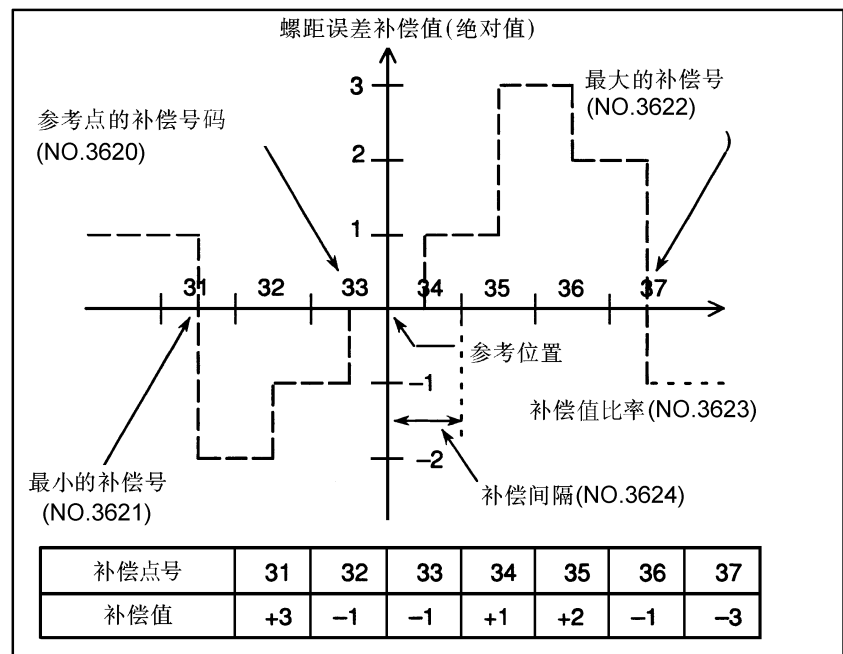 螺距误差补偿值(绝对值)
3
最大的补偿号
(NO.3622)
参考点的补偿号码
(NO.3620)
2
1
31 32 33 34 35 36 37
参考位置
−1
补偿值比率(NO.3623)
−2
最小的补偿号
(NO.3621)
补偿间隔(NO.3624)
补偿点号 31 32 33 34 35 36 37
补偿值 +3 −1 −1 +1 +2 −1 −3